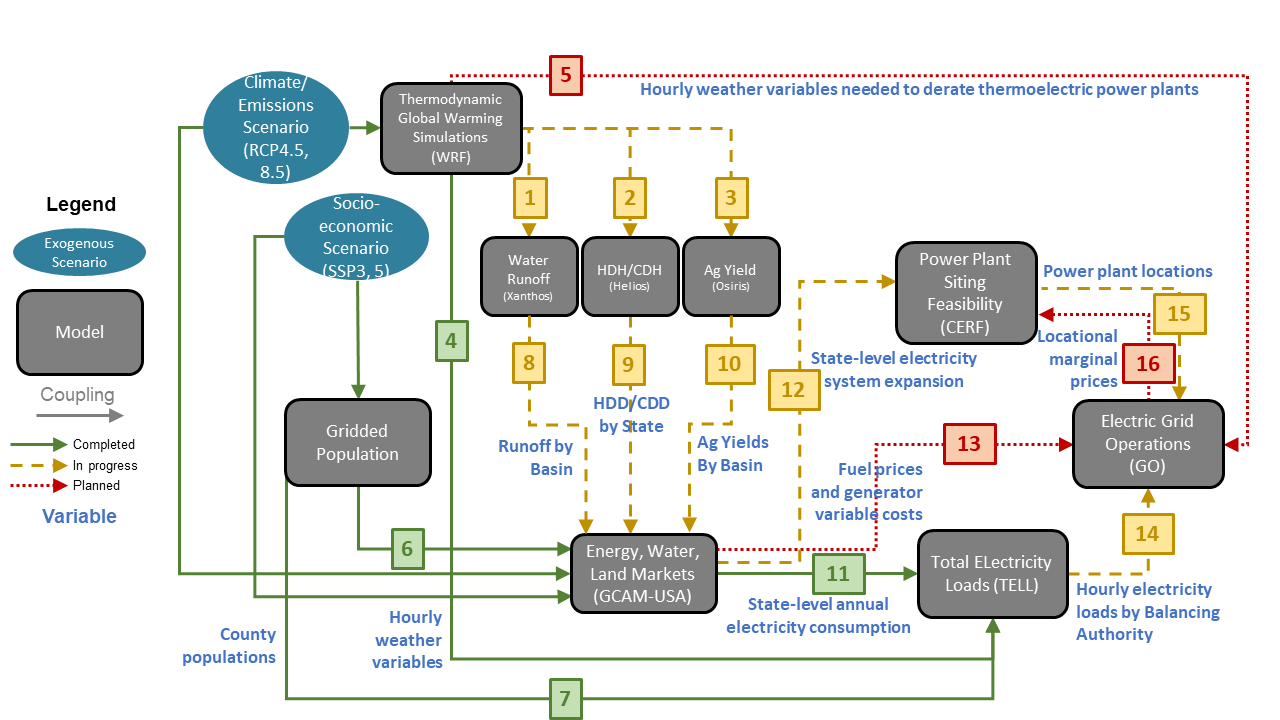 5
Hourly weather variables needed to derate thermoelectric power plants
Climate/
Emissions
Scenario
(RCP4.5,
8.5)
Thermodynamic
Global Warming
Simulations
(WRF)
Legend
Exogenous
Scenario
Model
Coupling
Completed
In progress
Planned
Variable
Socio-
economic
Scenario
(SSP3, 5)
1
2
3
Water
Runoff
(Xanthos)
HDH/CDH
(Helios)
Ag Yield
(Osiris)
Power Plant
Siting
Feasibility
(CERF)
Power plant locations
15
4
8
9
10
12
State-level electricity
system expansion
Locational
marginal
prices
16
HDD/CDD
by State
Runoff by
Basin
Ag Yields
By Basin
Gridded
Population
13
Electric Grid
Operations
(GO)
Fuel prices
and generator
variable costs
6
Energy, Water,
Land Markets
(GCAM-USA)
11
State-level annual
electricity consumption
Total ELectricity
Loads (TELL)
14
Hourly electricity
loads by Balancing
Authority
County
populations
Hourly
weather
variables
7